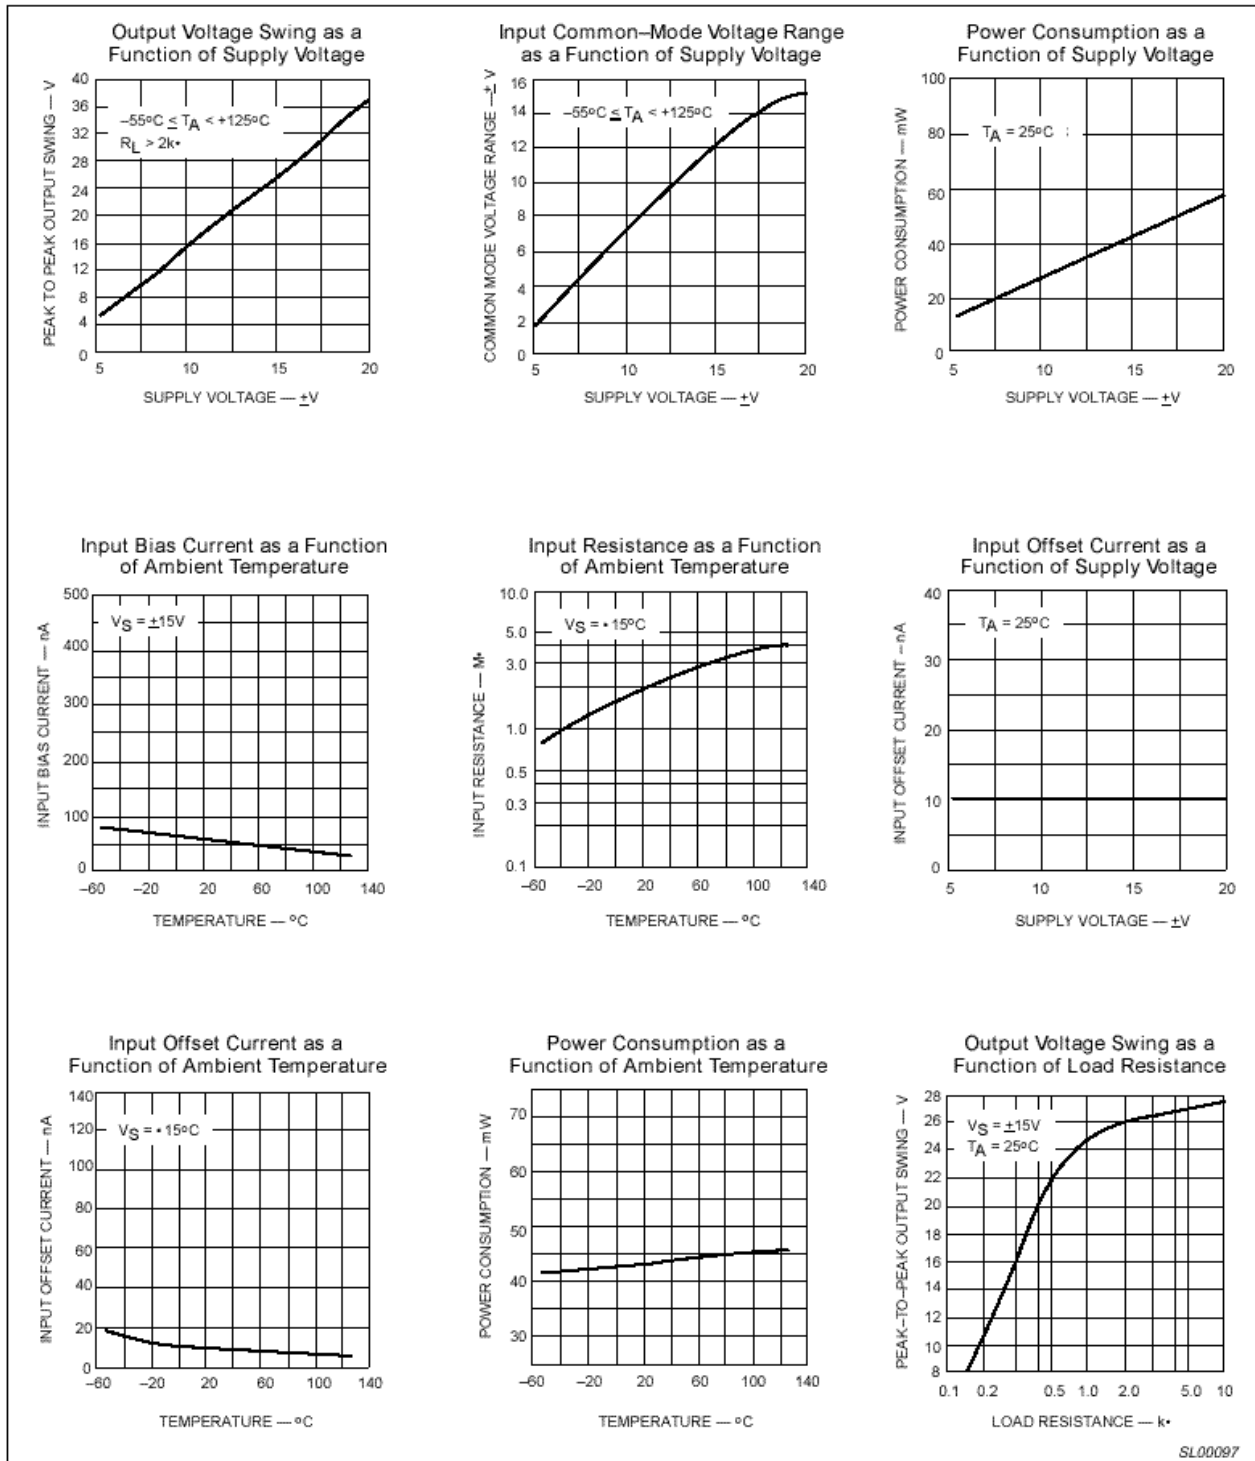 Output Voltage Swing as a
Function of Supply Voltage
PEAK TO PEAK OUTPUT SWING — V
40
36
32
28
24
20
16
12
8
4
0
–55°C ≤ TA < +125°C
RL > 2k•
5 10 15 20
SUPPLY VOLTAGE — ±V
Input Common–Mode Voltage Range
as a Function of Supply Voltage
COMMON MODE VOLTAGE RANGE — ± V
16
14
12
10
8
6
4
2
0
–55°C ≤ TA < +125°C
5 10 15 20
SUPPLY VOLTAGE — ±V
Power Consumption as a
Function of Supply Voltage
POWER CONSUMPTION — mW
100
80
60
40
20
0
TA = 25°C :
5 10 15 20
SUPPLY VOLTAGE — ±V
Input Bias Current as a Function
of Ambient Temperature
INPUT BIAS CURRENT — nA
500
400
300
200
100
0
VS = ±15V
–60 –20 20 60 100 140
TEMPERATURE — °C
Input Resistance as a Function
of Ambient Temperature
INPUT RESISTANCE — M•
10.0
5.0
3.0
1.0
0.5
0.3
0.1
VS = • 15°C
–60 –20 20 60 100 140
TEMPERATURE — °C
Input Offset Current as a
Function of Supply Voltage
INPUT OFFSET CURRENT – nA
40
30
20
10
0
TA = 25°C
5 10 15 20
SUPPLY VOLTAGE — ±V
Input Offset Current as a
Function of Ambient Temperature
INPUT OFFSET CURRENT — nA
140
120
100
80
60
40
20
0
VS = • 15°C
–60 –20 20 60 100 140
TEMPERATURE — °C
Power Consumption as a
Function of Ambient Temperature
POWER CONSUMPTION — mW
70
60
50
40
30
–60 –20 20 60 100 140
TEMPERATURE — °C
Output Voltage Swing as a
Function of Load Resistance
PEAK–TO–PEAK OUTPUT SWING — V
28
26
24
22
20
18
16
14
12
10
8
VS = ±15V
TA = 25°C
0.1 0.2 0.5 1.0 2.0 5.0 10
LOAD RESISTANCE — k•
SL00097